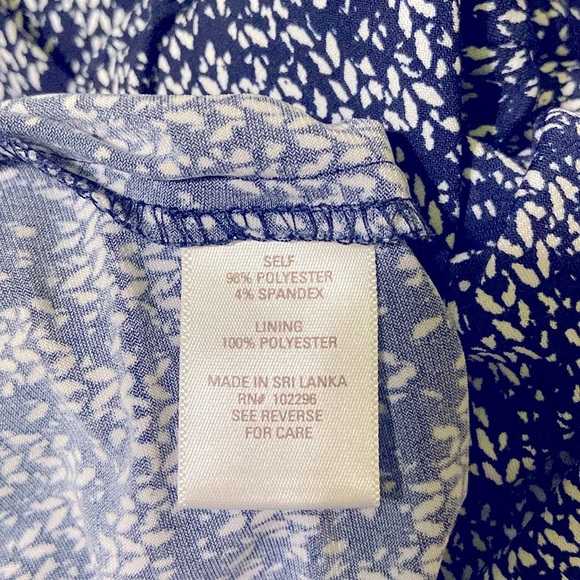 SELF
96% POLYESTER
4% SPANDEX
LINING
100% POLYESTER
MADE IN SRI LANKA
RN# 102296
SEE REVERSE
FOR CARE